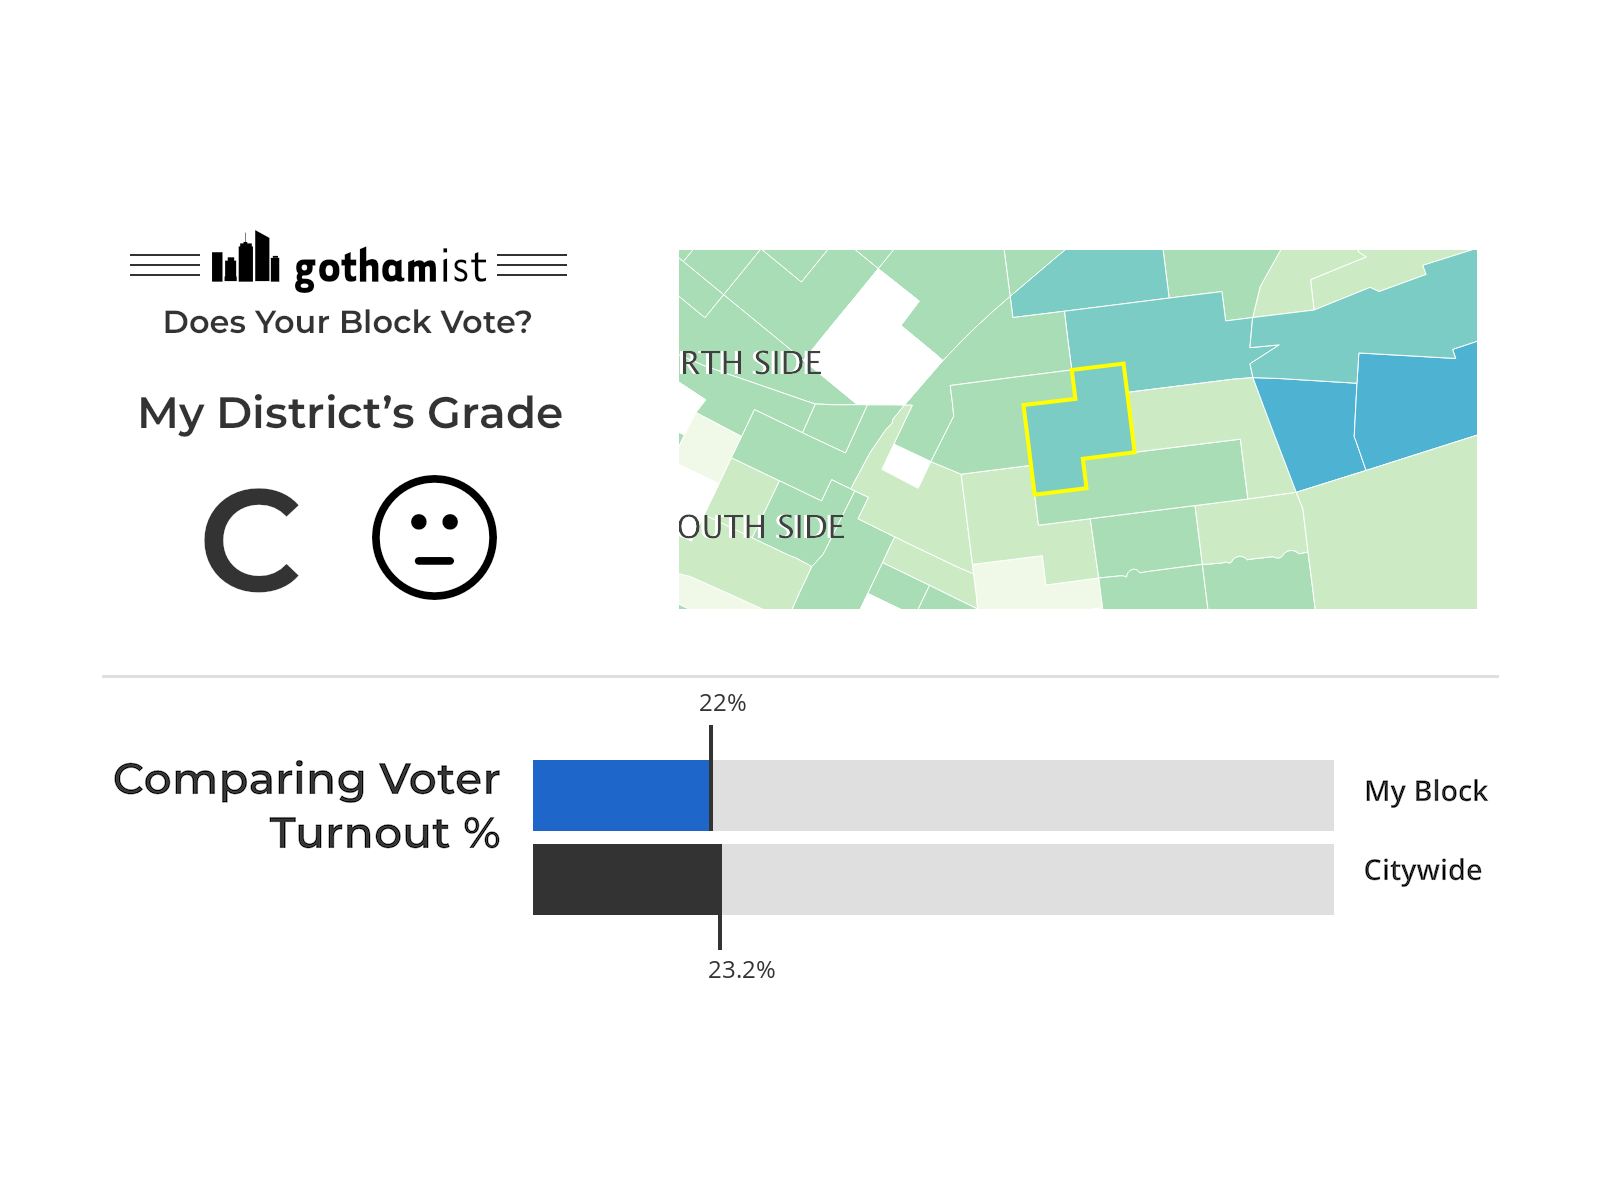 gothamist
Does Your Block Vote?
My District's Grade
C
RTH SIDE
OUTH SIDE
22%
Comparing Voter
Turnout %
My Block
Citywide
23.2%